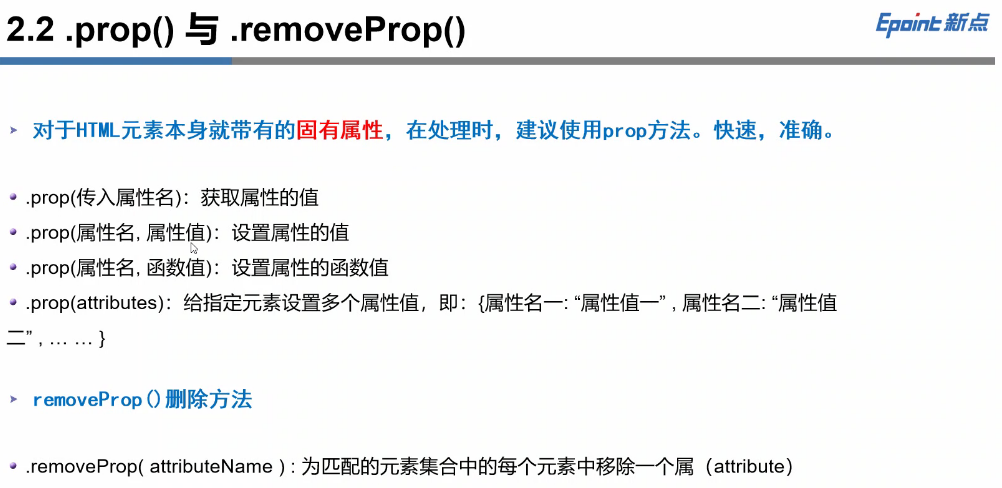 2.2 .prop() 与 .removeProp()
Epoint 新点
对于HTML元素本身就带有的固有属性，在处理时，建议使用prop方法。快速，准确。
.prop(传入属性名)：获取属性的值
.prop(属性名, 属性值)：设置属性的值
.prop(属性名, 函数值)：设置属性的函数值
.prop(attributes)：给指定元素设置多个属性值，即：{属性名一: “属性值一” , 属性名二: “属性值
二” , … … }
removeProp()删除方法
.removeProp( attributeName ) : 为匹配的元素集合中的每个元素中移除一个属（attribute）